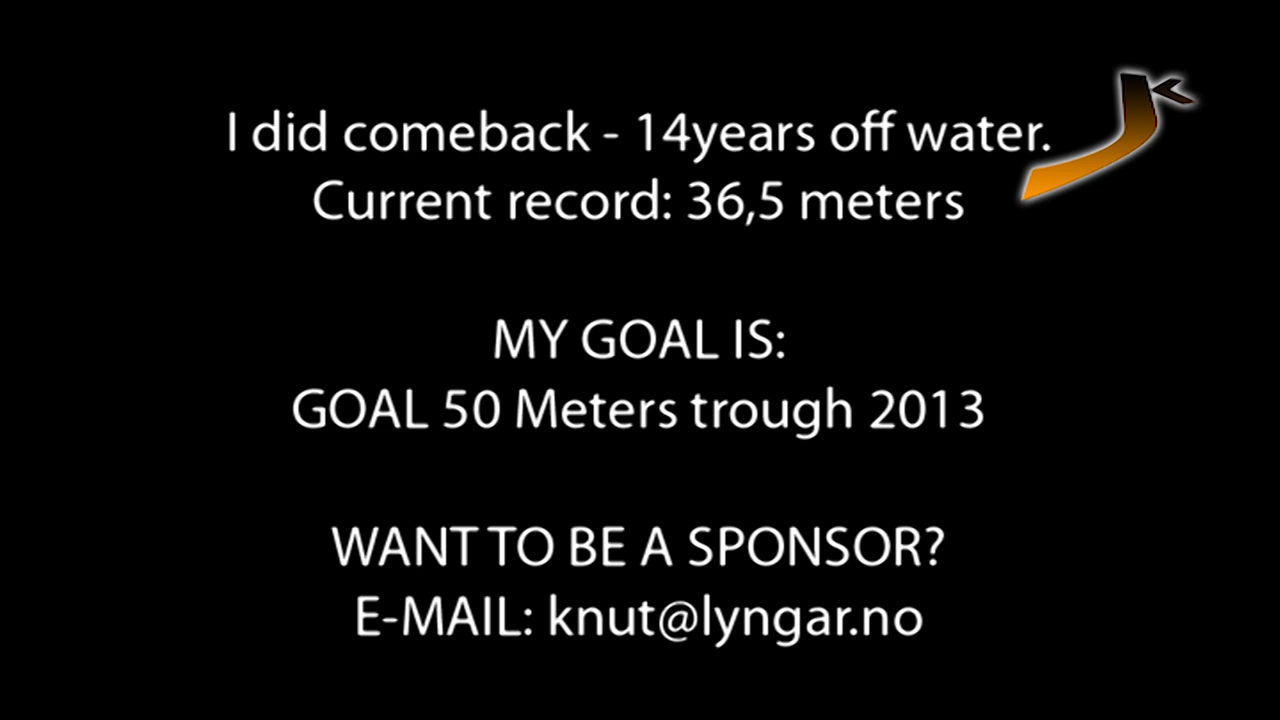 I did comeback - 14years off water.
Current record: 36,5 meters
MY GOAL IS:
GOAL 50 Meters trough 2013
WANT TO BE A SPONSOR?
E-MAIL: knut@lyngar.no